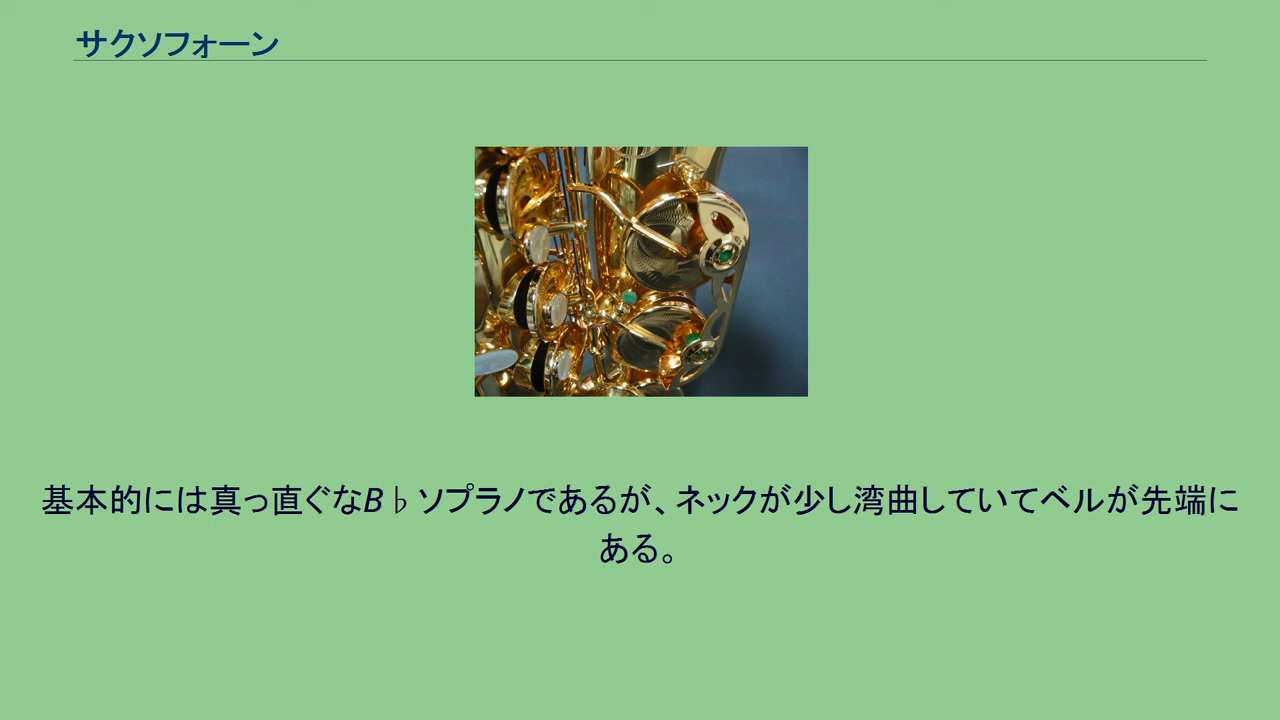 サクソフォーン
基本的には真っ直ぐなB♭ソプラノであるが、ネックが少し湾曲していてベルが先端に
ある。